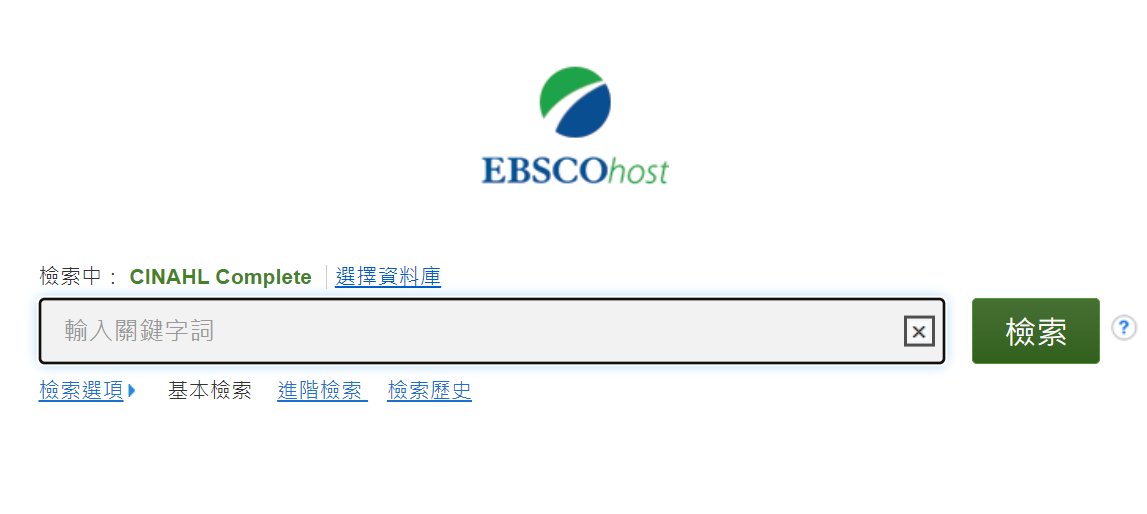 EBSCOhost
檢索中： CINAHL Complete 選擇資料庫
輸入關鍵字詞
檢索 ?
檢索選項 基本檢索 進階檢索 檢索歷史